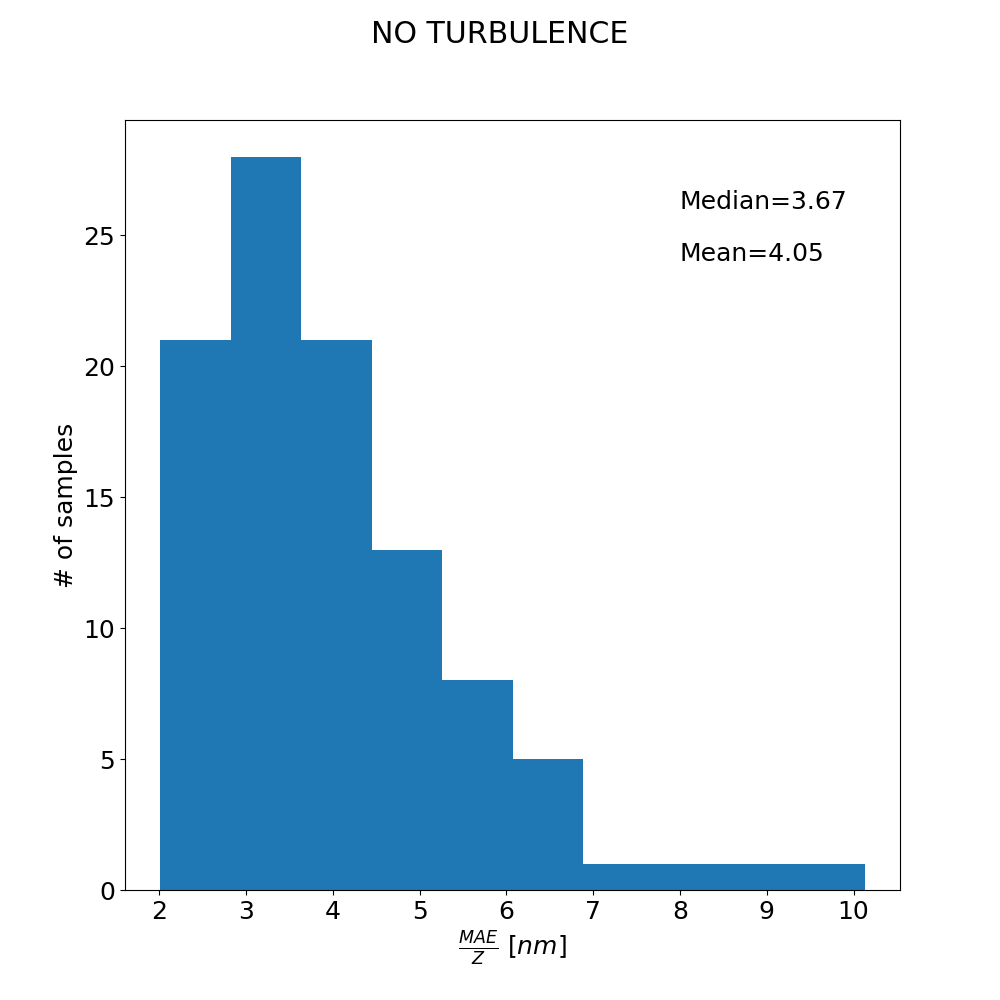 NO TURBULENCE
Median=3.67
Mean=4.05
# of samples
25
20
15
10
5
0
2 3 4 5 6 7 8 9 10
MAE/Z [nm]